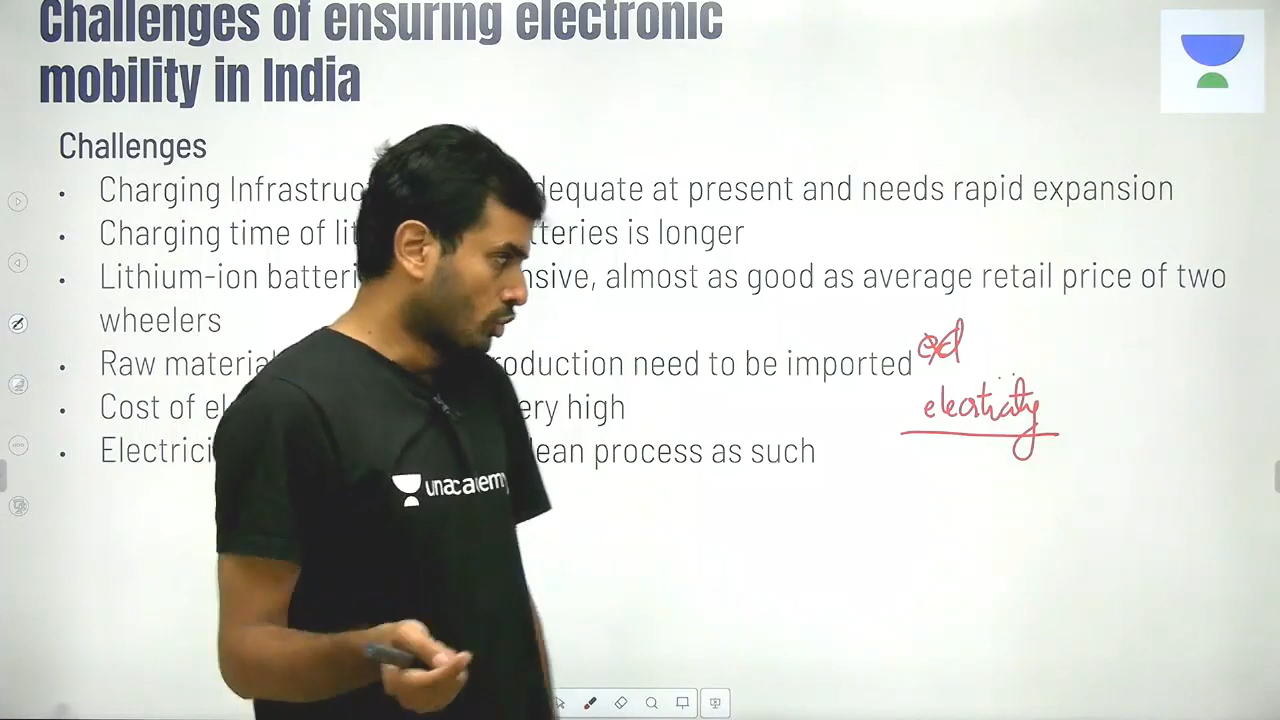 Challenges of ensuring electronic
mobility in India
Challenges
• Charging Infrastruc dequate at present and needs rapid expansion
• Charging time of lit tteries is longer
• Lithium-ion batteri nsive, almost as good as average retail price of two
wheelers
• Raw materia roduction need to be imported
• Cost of el ery high
electricity
• Electrici lean process as such
unacademy